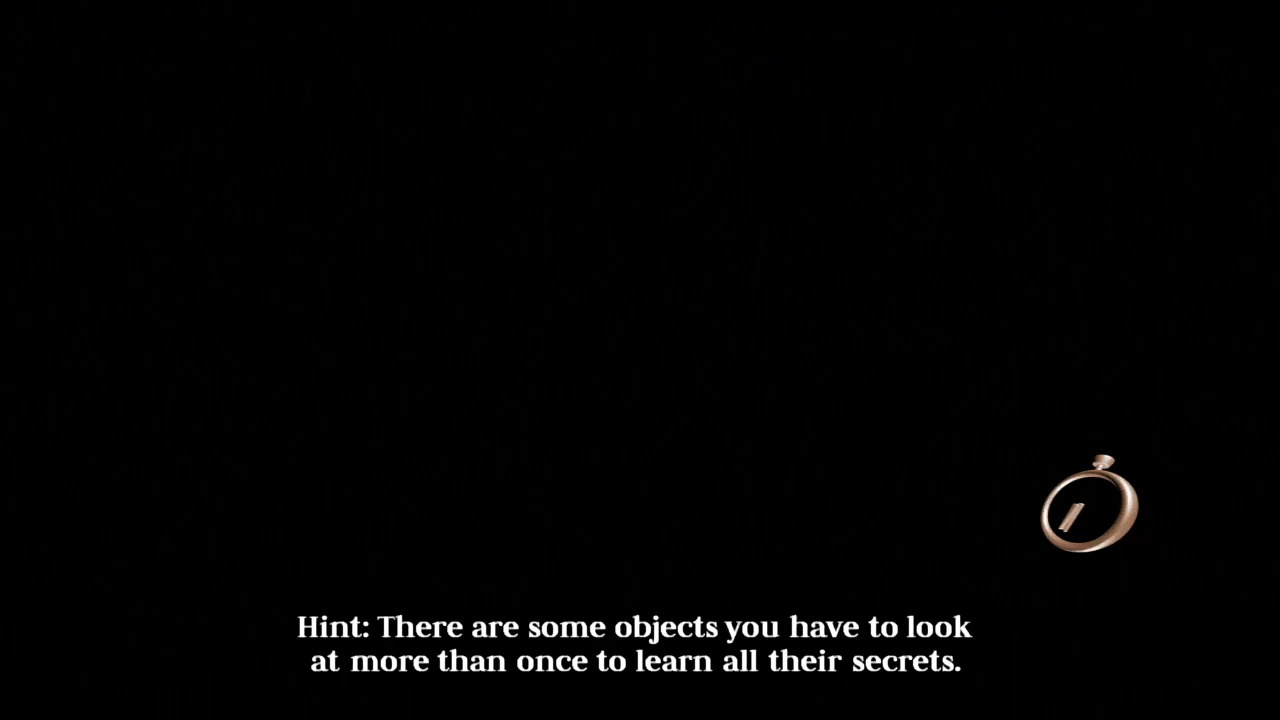 Hint: There are some objects you have to look
at more than once to learn all their secrets.